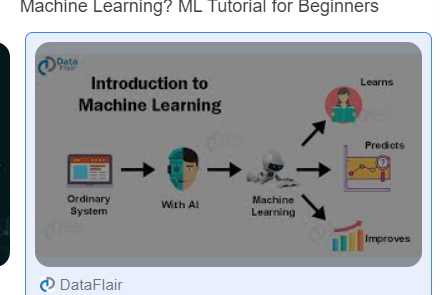 Machine Learning? ML Tutorial for Beginners
Data
Flair
Introduction to
Machine Learning
Learns
Predicts
Ordinary
System
With AI
Machine
Learning
Improves
DataFlair